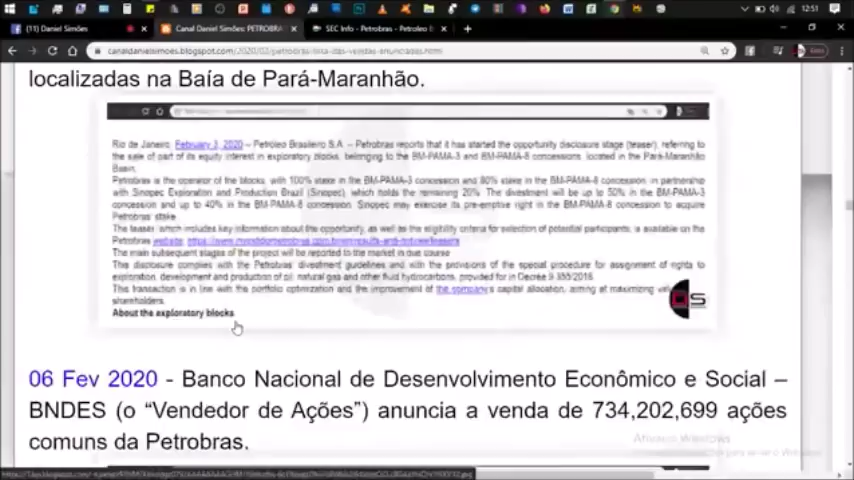 12:51
(11) Daniel Simões
Canal Daniel Simões: PETROBRA
SEC Info - Petrobras - Petroleo B
canaldanielsimoes.blogspot.com/2020/02/petrobras-lista-das-vendas-anunciadas.html
localizadas na Baía de Pará-Maranhão.
Rio de Janeiro, February 3, 2020 – Petróleo Brasileiro S.A. – Petrobras reports that it has started the opportunity disclosure stage (teaser), referring to
the sale of part of its equity interest in exploratory blocks, belonging to the BM-PAMA-3 and BM-PAMA-8 concessions, located in the Pará-Maranhão
Basin.
Petrobras is the operator of the blocks, with 100% stake in the BM-PAMA-3 concession and 80% stake in the BM-PAMA-8 concession, in partnership
with Sinopec Exploration and Production Brazil (Sinopec), which holds the remaining 20%. The divestment will be up to 50% in the BM-PAMA-3
concession and up to 40% in the BM-PAMA-8 concession. Sinopec may exercise its pre-emptive right in the BM-PAMA-8 concession to acquire
Petrobras' stake.
The teaser, which includes key information about the opportunity, as well as the eligibility criteria for selection of potential participants, is available on the
Petrobras website:
The main subsequent stages of the project will be reported to the market in due course
This disclosure complies with the Petrobras divestment guidelines and with the provisions of the special procedure for assignment of rights to
exploration, development and production of oil, natural gas and other fluid hydrocarbons, provided for in Decree 9.355/2018.
This transaction is in line with the portfolio optimization and the improvement of the company's capital allocation, aiming at maximizing
shareholders.
About the exploratory blocks
DS
06 Fev 2020 - Banco Nacional de Desenvolvimento Econômico e Social –
BNDES (o “Vendedor de Ações”) anuncia a venda de 734,202,699 ações
comuns da Petrobras.